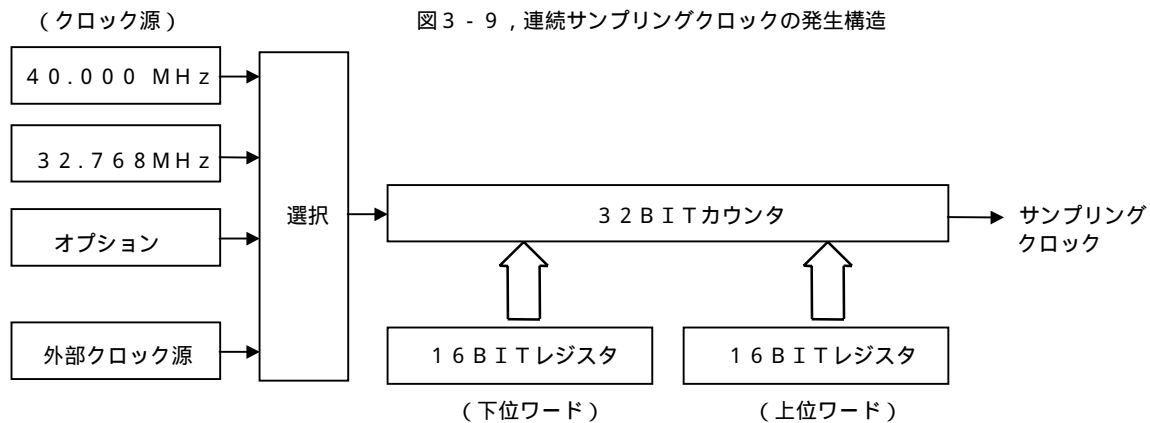 (クロック源)
図3-9,連続サンプリングクロックの発生構造
40.000 MHz
32.768MHz
オプション
外部クロック源
選択
32BITカウンタ
サンプリング
クロック
16BITレジスタ
16BITレジスタ
(下位ワード)
(上位ワード)